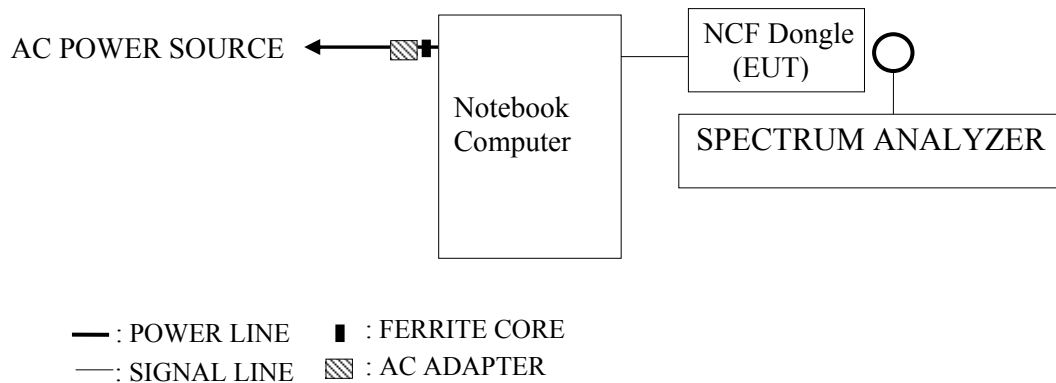 AC POWER SOURCE
Notebook
Computer
NCF Dongle
(EUT)
SPECTRUM ANALYZER
: POWER LINE
: FERRITE CORE
: SIGNAL LINE
: AC ADAPTER